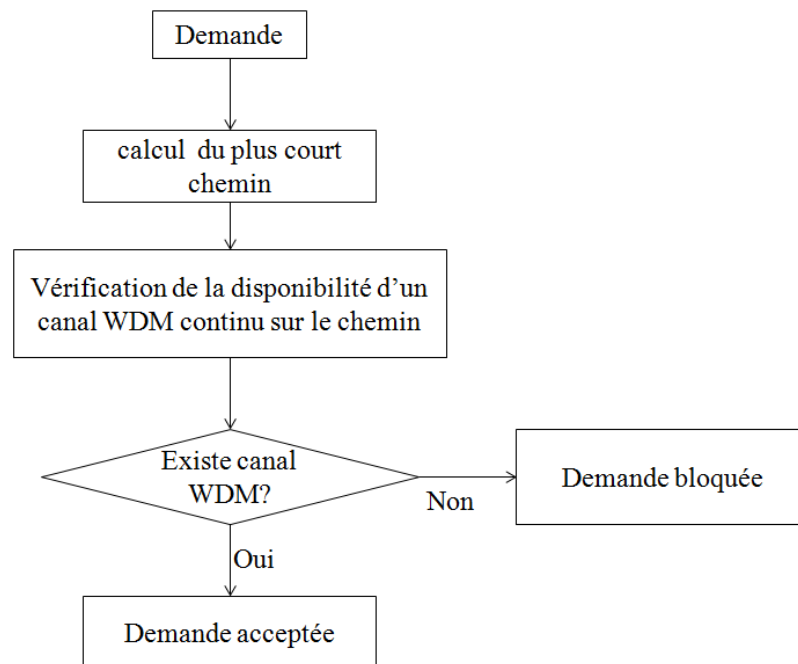 Demande
calcul du plus court
chemin
Vérification de la disponibilité d’un
canal WDM continu sur le chemin
Existe canal
WDM?
Non
Demande bloquée
Oui
Demande acceptée